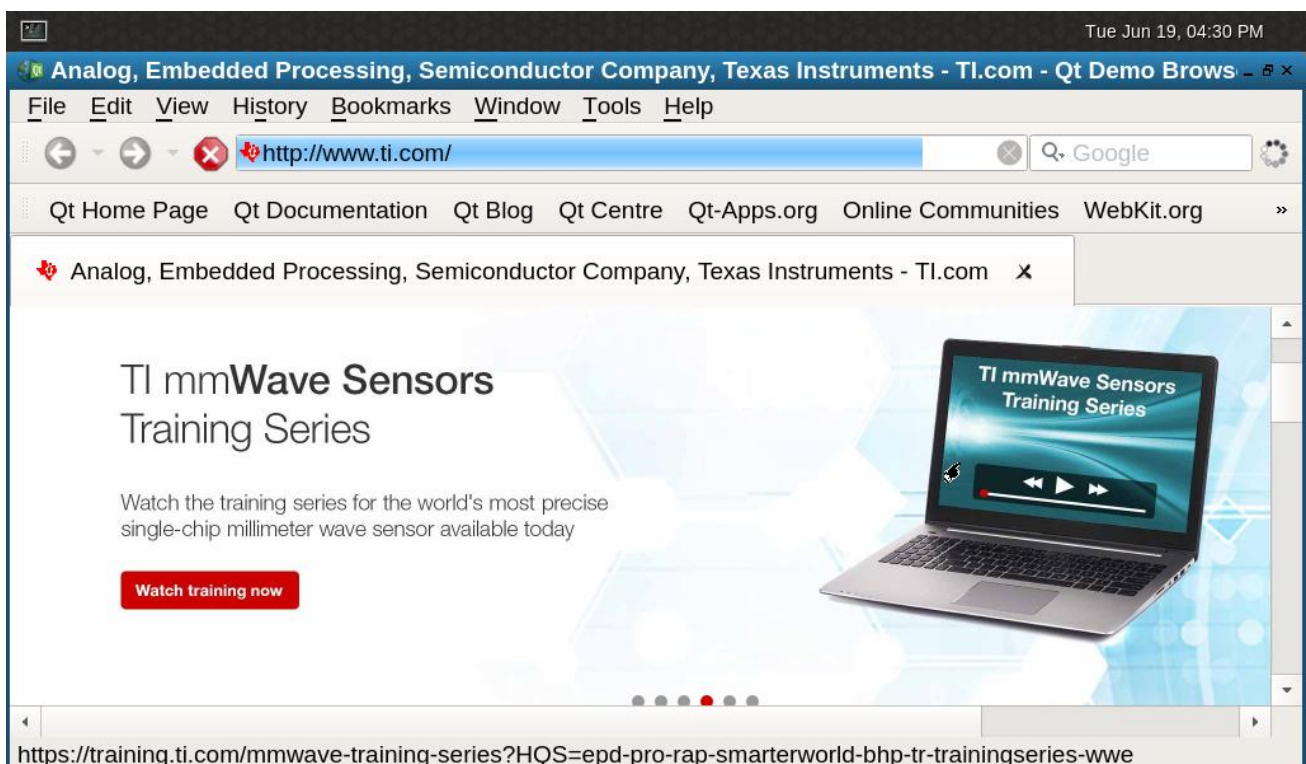 Tue Jun 19, 04:30 PM
Analog, Embedded Processing, Semiconductor Company, Texas Instruments - TI.com - Qt Demo Brows
File Edit View History Bookmarks Window Tools Help
http://www.ti.com/ Google
Qt Home Page Qt Documentation Qt Blog Qt Centre Qt-Apps.org Online Communities WebKit.org »
Analog, Embedded Processing, Semiconductor Company, Texas Instruments - TI.com
TI mmWave Sensors
Training Series
Watch the training series for the world's most precise
single-chip millimeter wave sensor available today
Watch training now
TI mmWave Sensors
Training Series
https://training.ti.com/mmwave-training-series?HQS=epd-pro-rap-smarterworld-bhp-tr-trainingseries-wwe